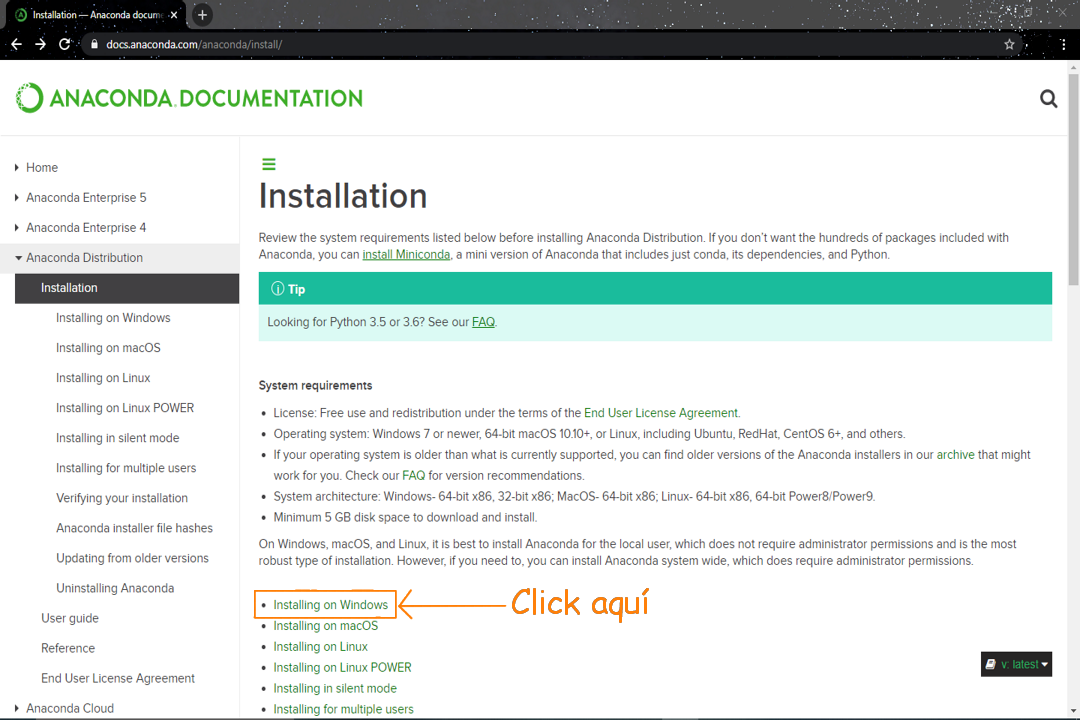 Installation — Anaconda docume
docs.anaconda.com/anaconda/install/
ANACONDA.DOCUMENTATION
Home
Anaconda Enterprise 5
Anaconda Enterprise 4
Anaconda Distribution
Installation
Installing on Windows
Installing on macOS
Installing on Linux
Installing on Linux POWER
Installing in silent mode
Installing for multiple users
Verifying your installation
Anaconda installer file hashes
Updating from older versions
Uninstalling Anaconda
User guide
Reference
End User License Agreement
Anaconda Cloud
Installation
Review the system requirements listed below before installing Anaconda Distribution. If you don't want the hundreds of packages included with
Anaconda, you can install Miniconda, a mini version of Anaconda that includes just conda, its dependencies, and Python.
Tip
Looking for Python 3.5 or 3.6? See our FAQ.
System requirements
• License: Free use and redistribution under the terms of the End User License Agreement.
• Operating system: Windows 7 or newer, 64-bit macOS 10.10+, or Linux, including Ubuntu, RedHat, CentOS 6+, and others.
• If your operating system is older than what is currently supported, you can find older versions of the Anaconda installers in our archive that might
work for you. Check our FAQ for version recommendations.
• System architecture: Windows- 64-bit x86, 32-bit x86; MacOS- 64-bit x86; Linux- 64-bit x86, 64-bit Power8/Power9.
• Minimum 5 GB disk space to download and install.
On Windows, macOS, and Linux, it is best to install Anaconda for the local user, which does not require administrator permissions and is the most
robust type of installation. However, if you need to, you can install Anaconda system wide, which does require administrator permissions.
• Installing on Windows
Click aquí
• Installing on macOS
• Installing on Linux
• Installing on Linux POWER
• Installing in silent mode
• Installing for multiple users
v: latest